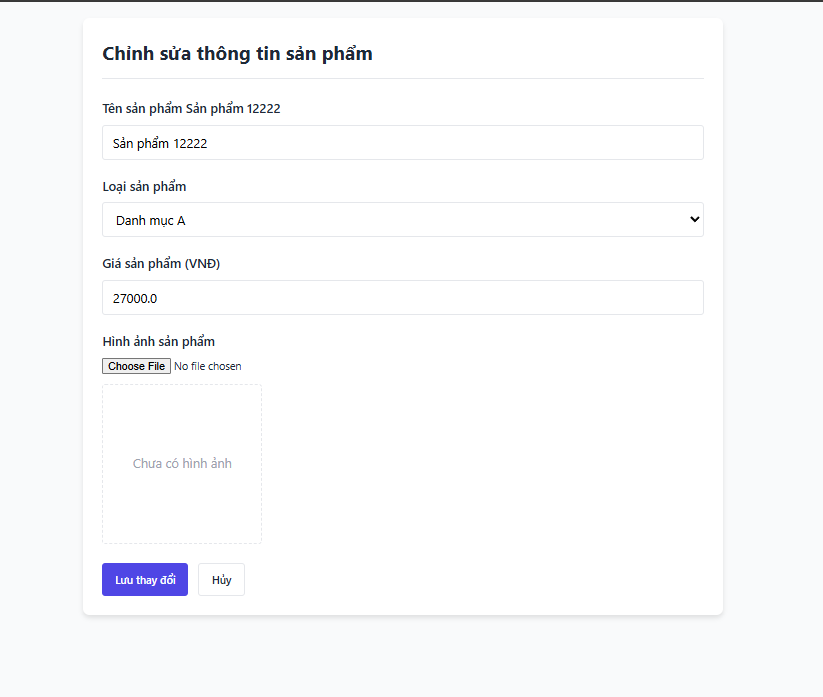 Chỉnh sửa thông tin sản phẩm
Tên sản phẩm Sản phẩm 12222
Sản phẩm 12222
Loại sản phẩm
Danh mục A
Giá sản phẩm (VNĐ)
27000.0
Hình ảnh sản phẩm
Choose File No file chosen
Chưa có hình ảnh
Lưu thay đổi Hủy